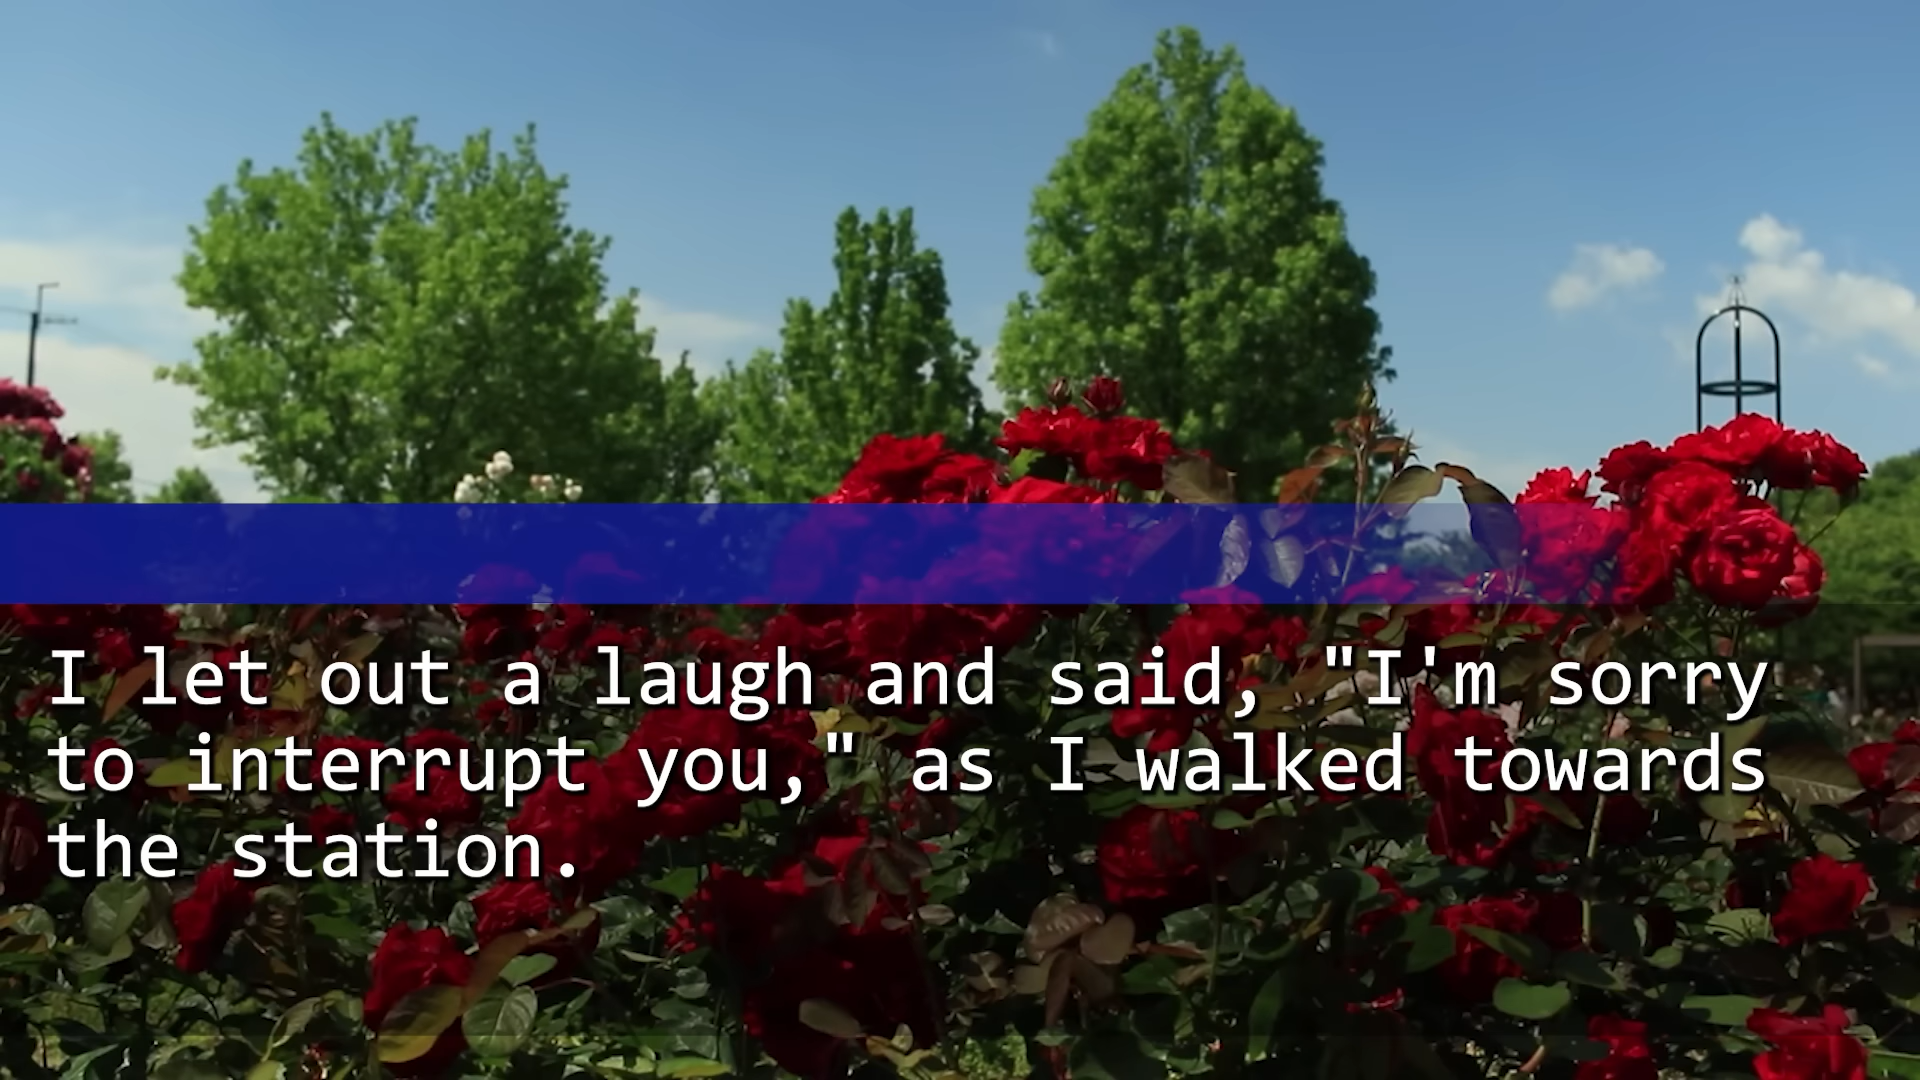 I let out a laugh and said, "I'm sorry
to interrupt you," as I walked towards
the station.